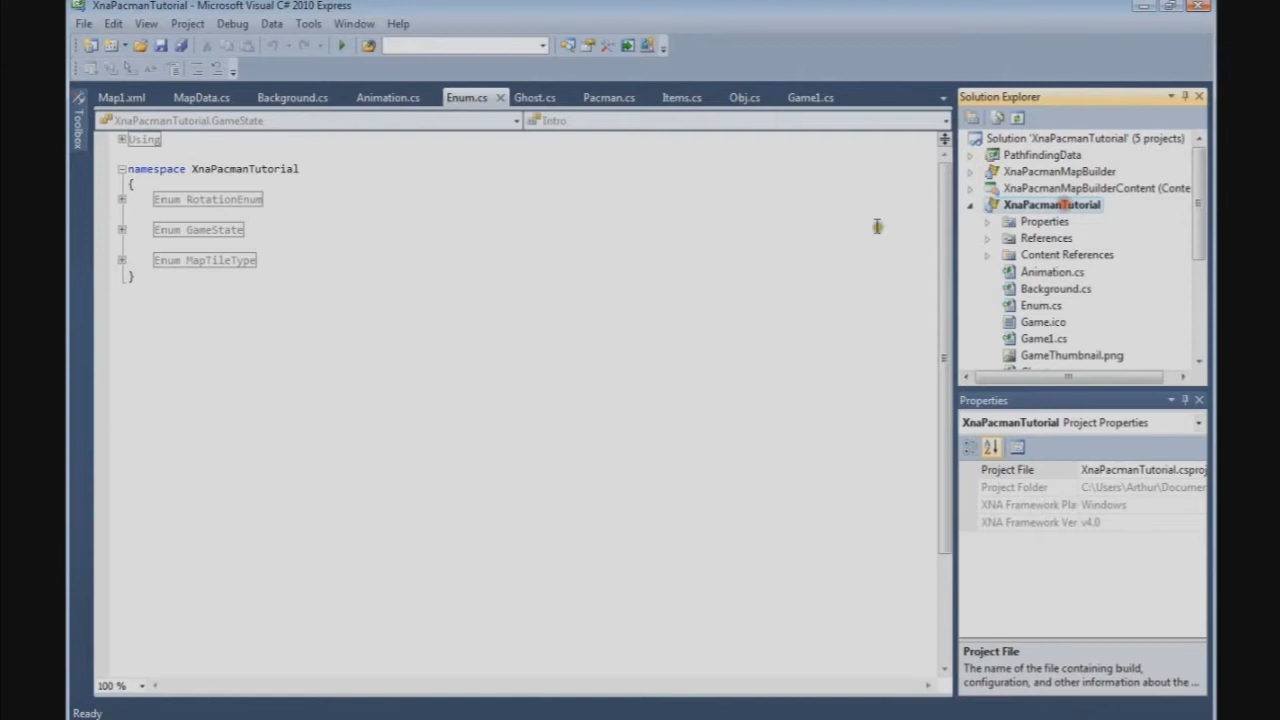 XnaPacmanTutorial - Microsoft Visual C# 2010 Express
File Edit View Project Debug Data Tools Window Help
Map1.xml MapData.cs Background.cs Animation.cs Enum.cs Ghost.cs Pacman.cs Items.cs Obj.cs Game1.cs
Toolbox
XnaPacmanTutorial.GameState Intro
Using
namespace XnaPacmanTutorial
{
Enum RotationEnum
Enum GameState
Enum MapTileType
}
100 %
Solution Explorer
Solution 'XnaPacmanTutorial' (5 projects)
PathfindingData
XnaPacmanMapBuilder
XnaPacmanMapBuilderContent (Conte
XnaPacmanTutorial
Properties
References
Content References
Animation.cs
Background.cs
Enum.cs
Game.ico
Game1.cs
GameThumbnail.png
Properties
XnaPacmanTutorial Project Properties
Project File XnaPacmanTutorial.csproj
Project Folder C:\Users\Arthur\Documer
XNA Framework Pla Windows
XNA Framework Ver v4.0
Project File
The name of the file containing build,
configuration, and other information about the ...
Ready